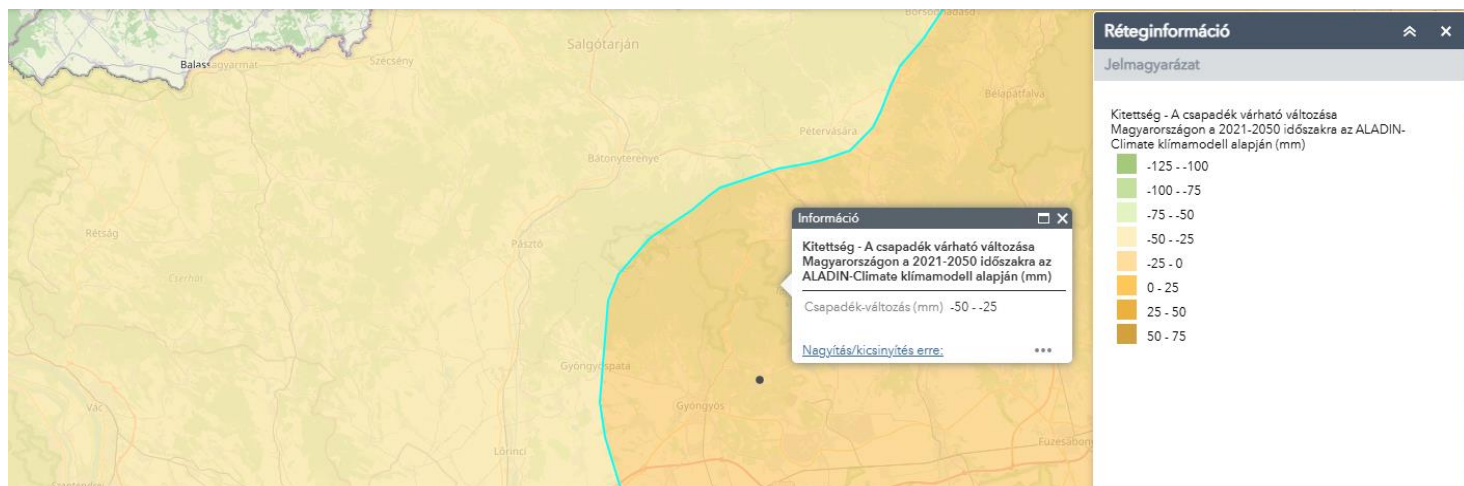 Borsodnádasd
Salgótarján
Balassagyarmat
Szécsény
Bélapátfalva
Pétervására
Bátonyterenye
Rétság
Cserhát
Pásztó
Gyöngyöspata
Gyöngyös
Vác
Lőrinci
Füzesabony
Szentendrei
Információ
Kitettség - A csapadék várható változása
Magyarországon a 2021-2050 időszakra az
ALADIN-Climate klímamodell alapján (mm)
Csapadék-változás (mm) -50 - -25
Nagyítás/kicsinyítés erre:
Réteginformáció
Jelmagyarázat
Kitettség - A csapadék várható változása
Magyarországon a 2021-2050 időszakra az ALADIN-
Climate klímamodell alapján (mm)
-125 - -100
-100 - -75
-75 - -50
-50 - -25
-25 - 0
0 - 25
25 - 50
50 - 75